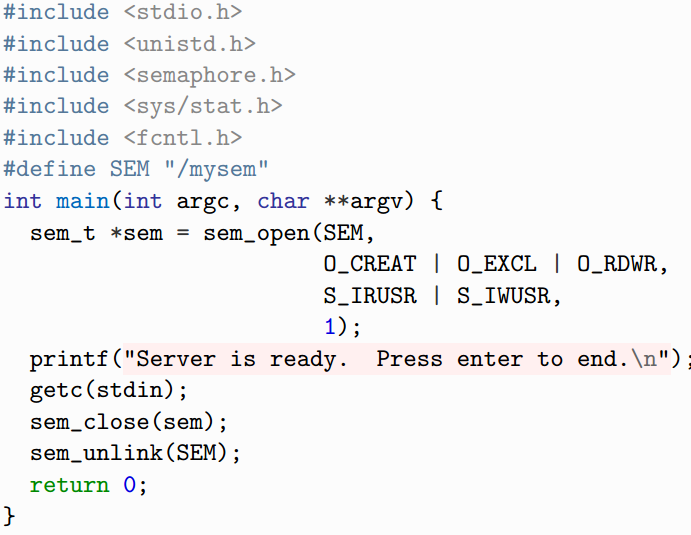 #include <stdio.h>
#include <unistd.h>
#include <semaphore.h>
#include <sys/stat.h>
#include <fcntl.h>
#define SEM "/mysem"
int main(int argc, char **argv) {
  sem_t *sem = sem_open(SEM,
                        O_CREAT | O_EXCL | O_RDWR,
                        S_IRUSR | S_IWUSR,
                        1);
  printf("Server is ready.  Press enter to end.\n");
  getc(stdin);
  sem_close(sem);
  sem_unlink(SEM);
  return 0;
}